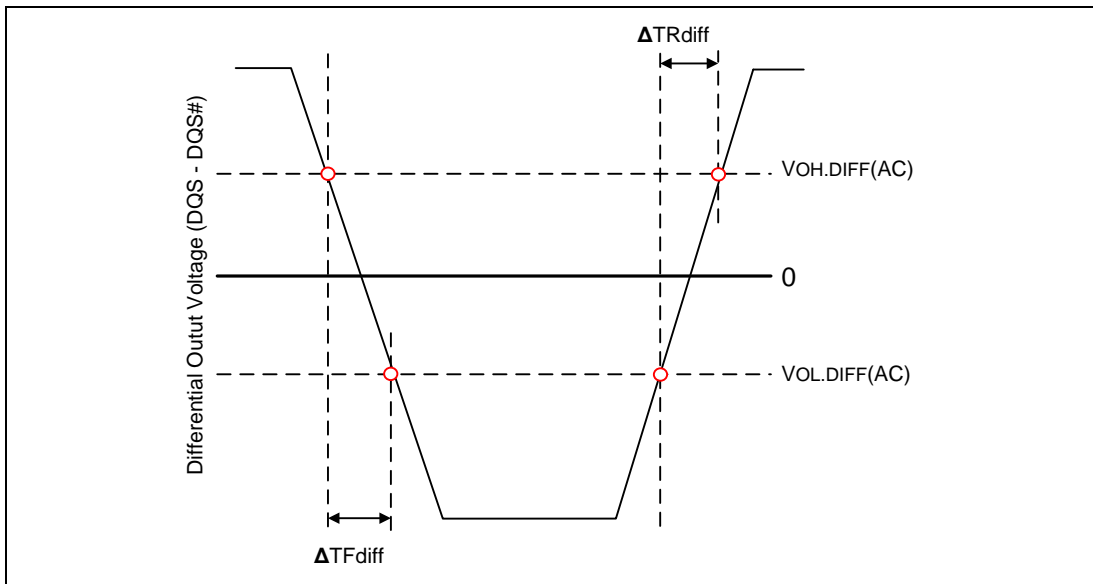 ΔTRdiff
Differential Outut Voltage (DQS - DQS#)
VOH.DIFF(AC)
0
VOL.DIFF(AC)
ΔTFdiff